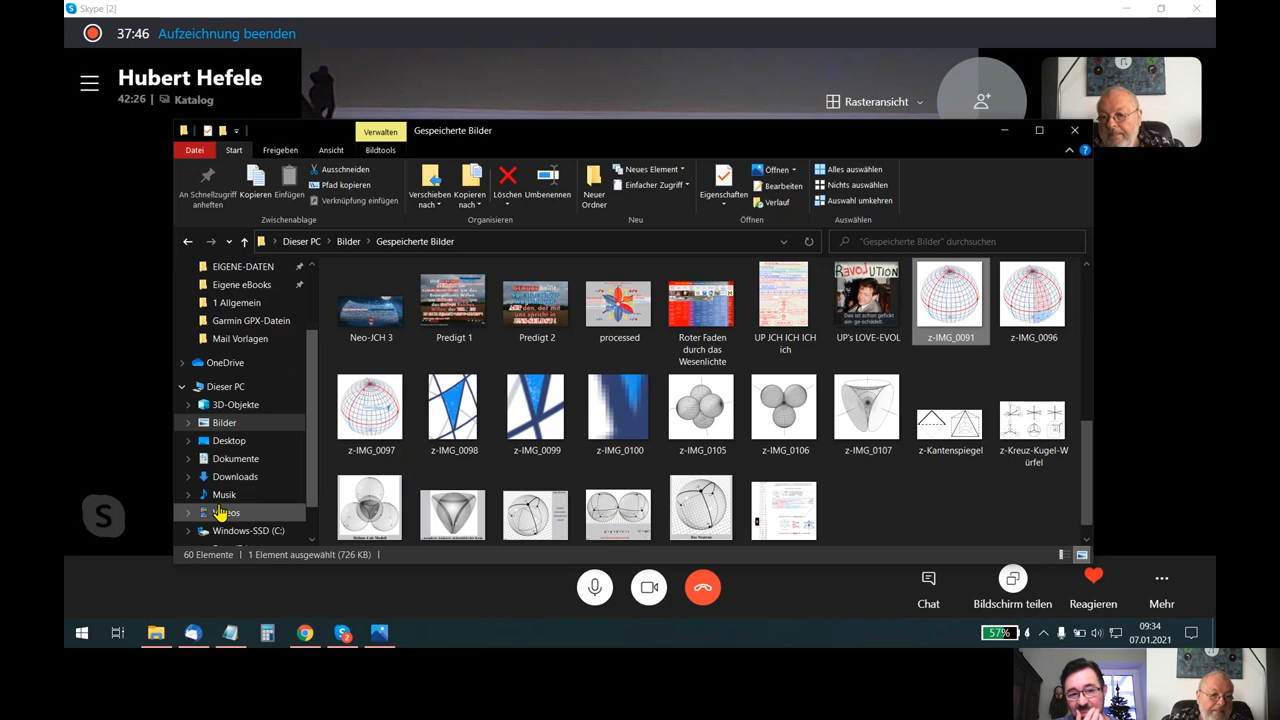 Skype [2]
37:46 Aufzeichnung beenden
Hubert Hefele
42:26 | Katalog
Rasteransicht
Verwalten
Gespeicherte Bilder
Datei Start Freigeben Ansicht Bildtools
An Schnellzugriff anheften
Kopieren
Einfügen
Ausschneiden
Pfad kopieren
Verknüpfung einfügen
Zwischenablage
Verschieben nach
Kopieren nach
Löschen
Umbenennen
Organisieren
Neuer Ordner
Neues Element
Einfacher Zugriff
Neu
Eigenschaften
Öffnen
Bearbeiten
Verlauf
Öffnen
Alles auswählen
Nichts auswählen
Auswahl umkehren
Auswählen
Dieser PC
Bilder
Gespeicherte Bilder
"Gespeicherte Bilder" durchsuchen
EIGENE-DATEN
Eigene eBooks
1 Allgemein
Garmin GPX-Datein
Mail Vorlagen
OneDrive
Dieser PC
3D-Objekte
Bilder
Desktop
Dokumente
Downloads
Musik
Windows-SSD (C:)
REVOLUTION
Neo-JCH 3
Predigt 1
Predigt 2
processed
Roter Faden
durch das
Wesenlichte
UP JCH ICH ICH
ich
UP's LOVE-EVOL
z-IMG_0091
z-IMG_0096
z-IMG_0097
z-IMG_0098
z-IMG_0099
z-IMG_0100
z-IMG_0105
z-IMG_0106
z-IMG_0107
z-Kantenspiegel
z-Kreuz-Kugel-W
ürfel
60 Elemente
1 Element ausgewählt (726 KB)
S
Chat
Bildschirm teilen
Reagieren
Mehr
57%
09:34
07.01.2021